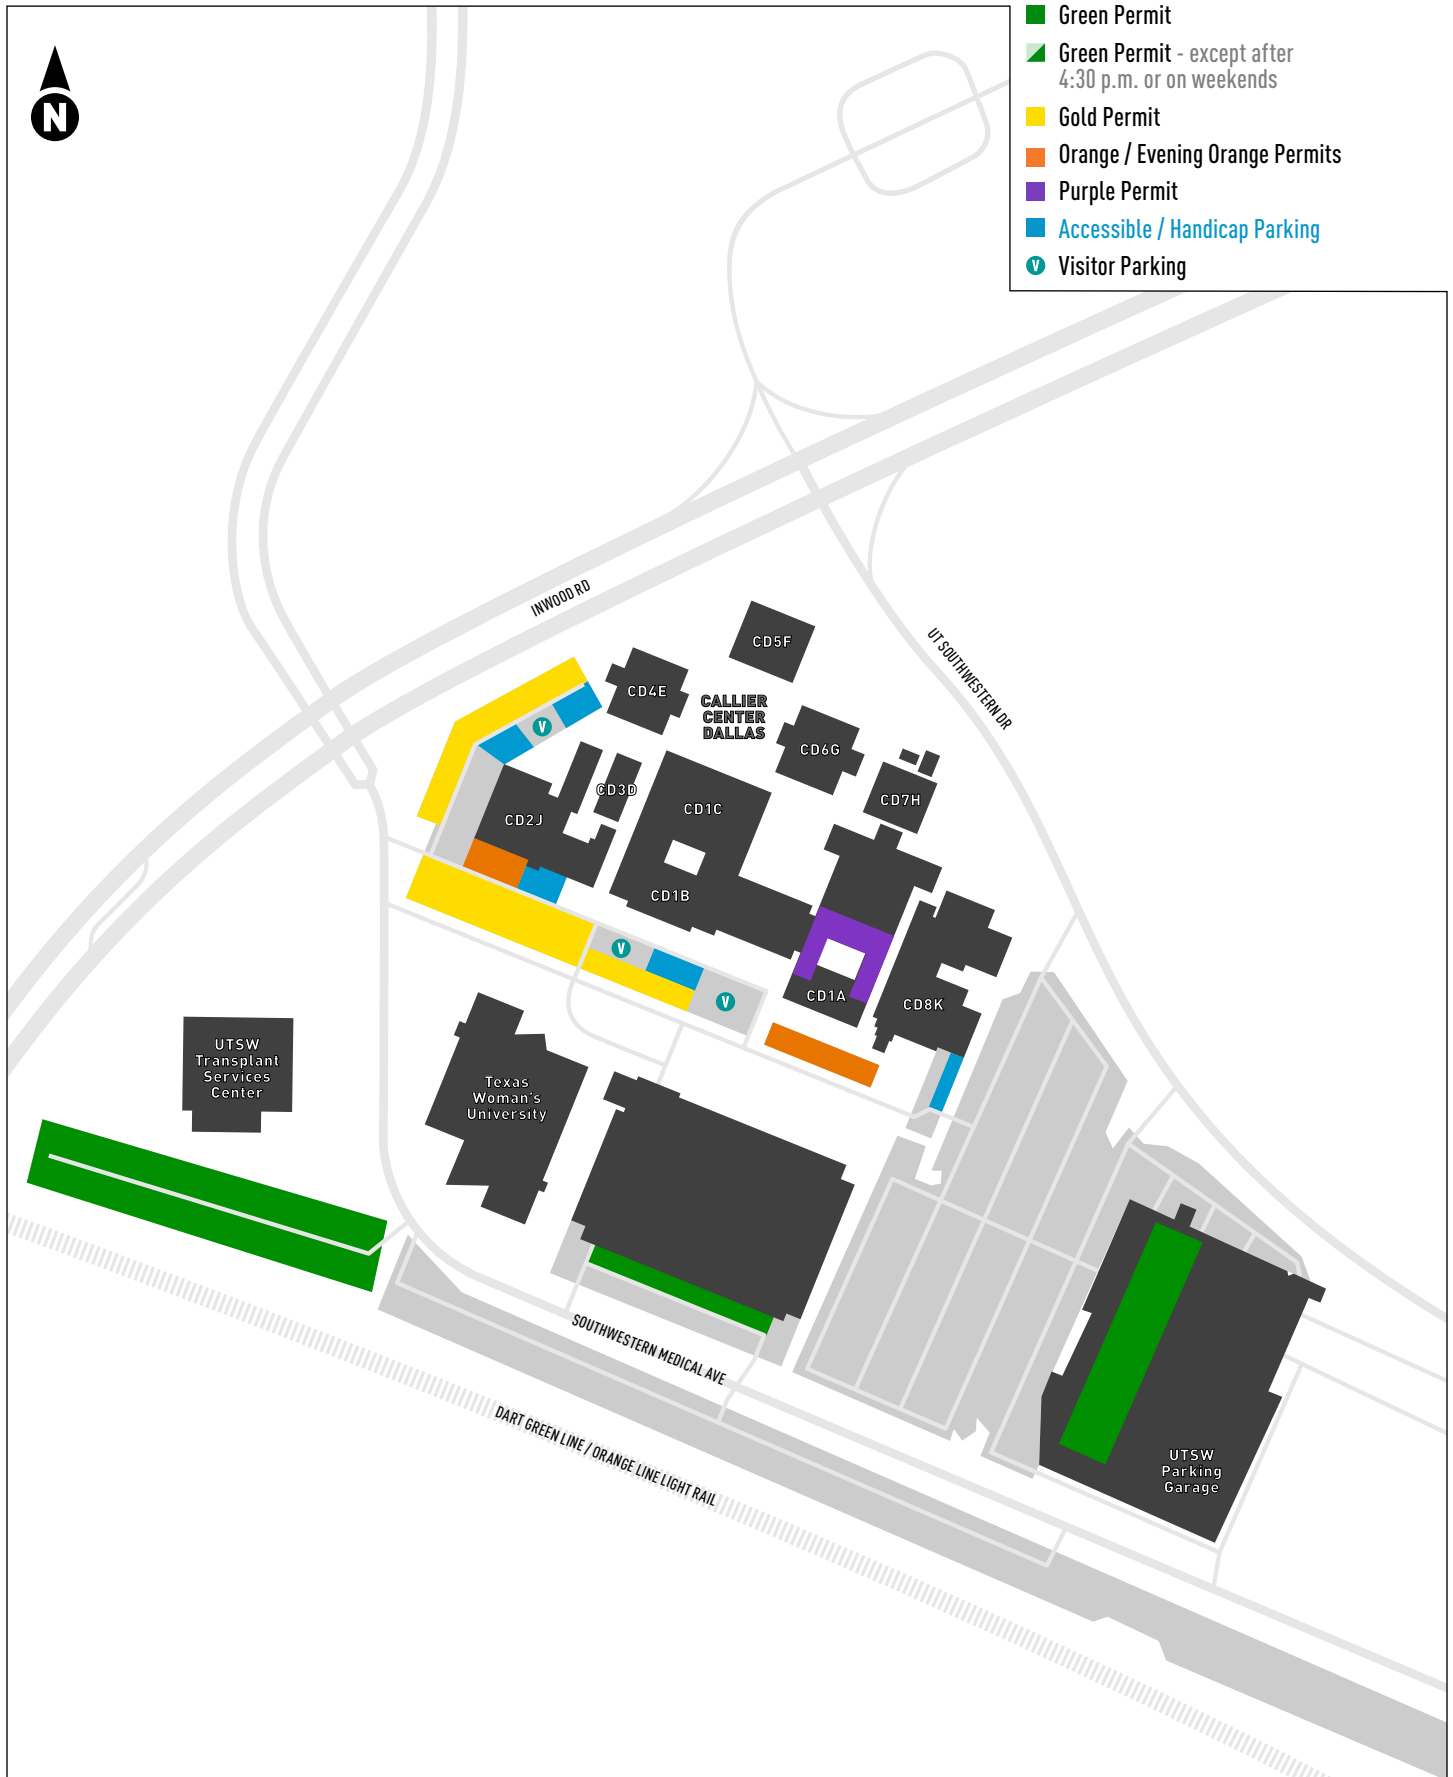 Green Permit
Green Permit - except after
4:30 p.m. or on weekends
Gold Permit
Orange / Evening Orange Permits
Purple Permit
Accessible / Handicap Parking
V Visitor Parking
N
INWOOD RD
UT SOUTHWESTERN DR
CD5F
CD4E
CALLIER
CENTER
DALLAS
V
CD6G
CD3D
CD7H
CD1C
CD2J
CD1B
V
CD1A
V
CD8K
UTSW
Transplant
Services
Center
Texas
Woman's
University
SOUTHWESTERN MEDICAL AVE
DART GREEN LINE / ORANGE LINE LIGHT RAIL
UTSW
Parking
Garage